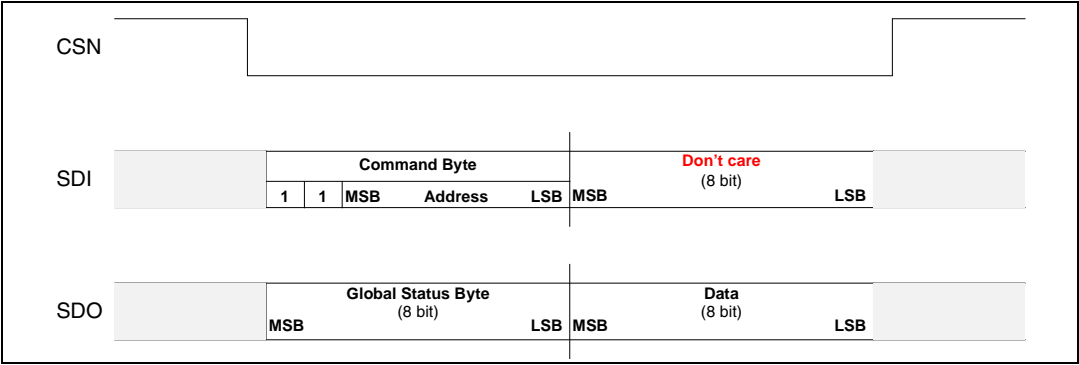 CSN
SDI
Command Byte
1 1 MSB Address LSB
Don't care
(8 bit)
MSB LSB
SDO
Global Status Byte
(8 bit)
MSB LSB
Data
(8 bit)
MSB LSB